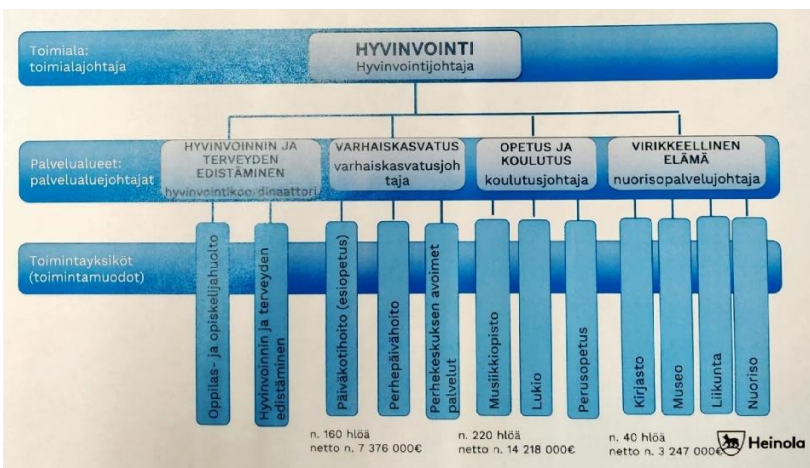 Toimiala:
toimialajohtaja
HYVINVOINTI
Hyvinvointijohtaja
Palvelualueet:
palvelualuejohtajat
HYVINVOINNIN JA
TERVEYDEN
EDISTÄMINEN
hyvinvointikoordinaattori
VARHAISKASVATUS
varhaiskasvatusjoh
taja
OPETUS JA
KOULUTUS
koulutusjohtaja
VIRIKKEELLINEN
ELÄMÄ
nuorisopalvelujohtaja
Toimintayksiköt
(toimintamuodot)
Oppilas- ja opiskelijahuolto
Hyvinvoinnin ja terveyden
edistäminen
Päiväkotihoito (esiopetus)
Perhepäivähoito
Perhekeskuksen avoimet
palvelut
Musiikkiopisto
Lukio
Perusopetus
Kirjasto
Museo
Liikunta
Nuoriso
n. 160 hlöä
netto n. 7 376 000€
n. 220 hlöä
netto n. 14 218 000€
n. 40 hlöä
netto n. 3 247 000€
Heinola